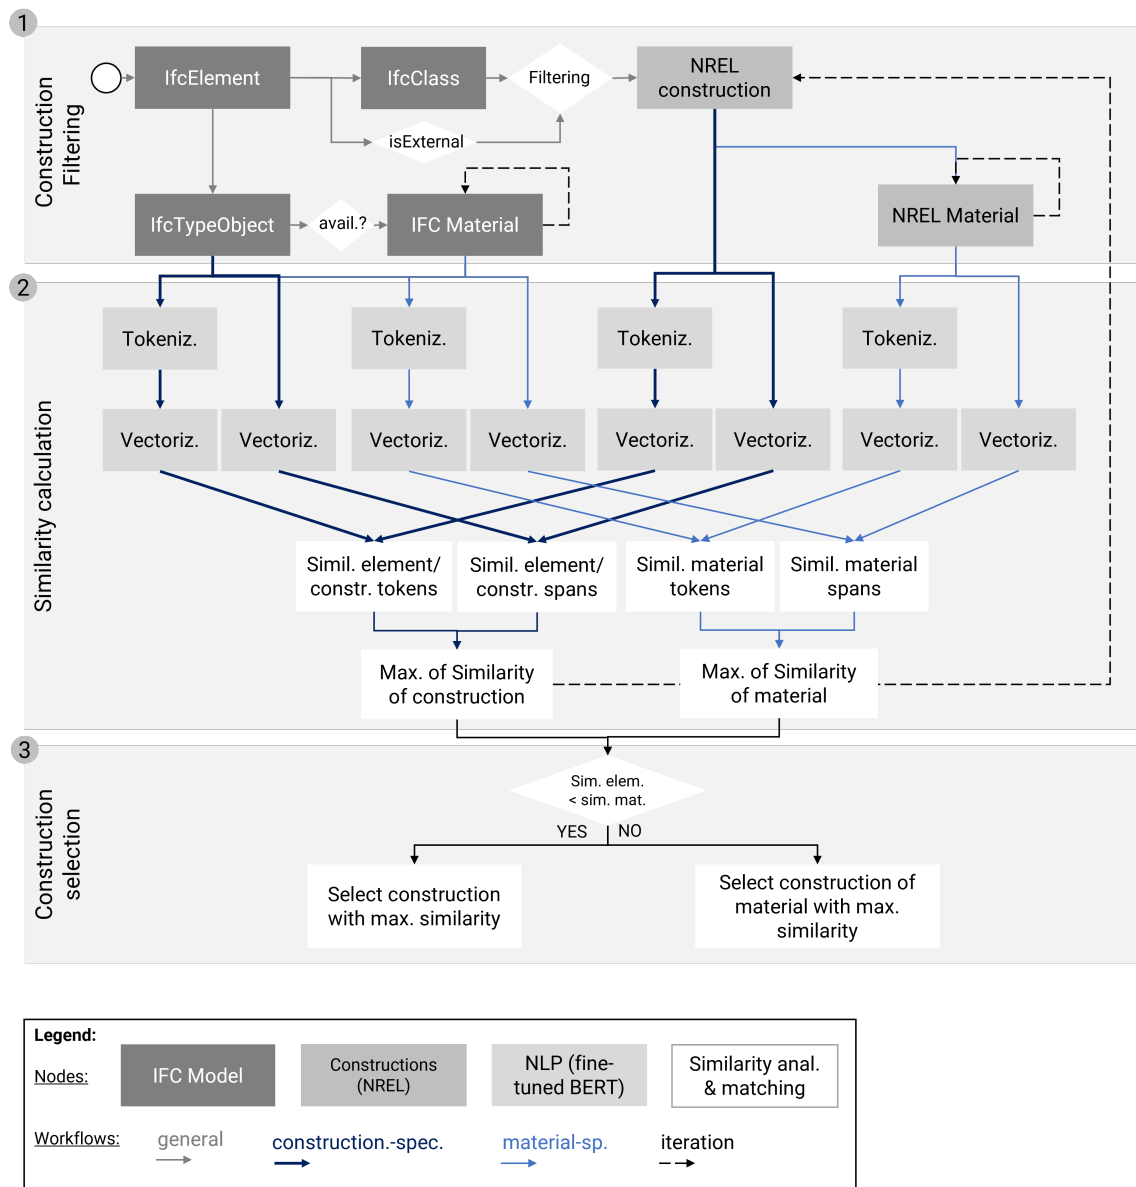 1
Construction
Filtering
IfcElement
IfcClass
Filtering
NREL
construction
isExternal
IfcTypeObject
avail.?
IFC Material
NREL Material
2
Similarity calculation
Tokeniz.
Tokeniz.
Tokeniz.
Tokeniz.
Vectoriz.
Vectoriz.
Vectoriz.
Vectoriz.
Vectoriz.
Vectoriz.
Vectoriz.
Vectoriz.
Simil. element/
constr. tokens
Simil. element/
constr. spans
Simil. material
tokens
Simil. material
spans
Max. of Similarity
of construction
Max. of Similarity
of material
3
Construction
selection
Sim. elem.
< sim. mat.
YES
NO
Select construction
with max. similarity
Select construction of
material with max.
similarity
Legend:
Nodes:
IFC Model
Constructions
(NREL)
NLP (fine-
tuned BERT)
Similarity anal.
& matching
Workflows:
general
construction.-spec.
material-sp.
iteration